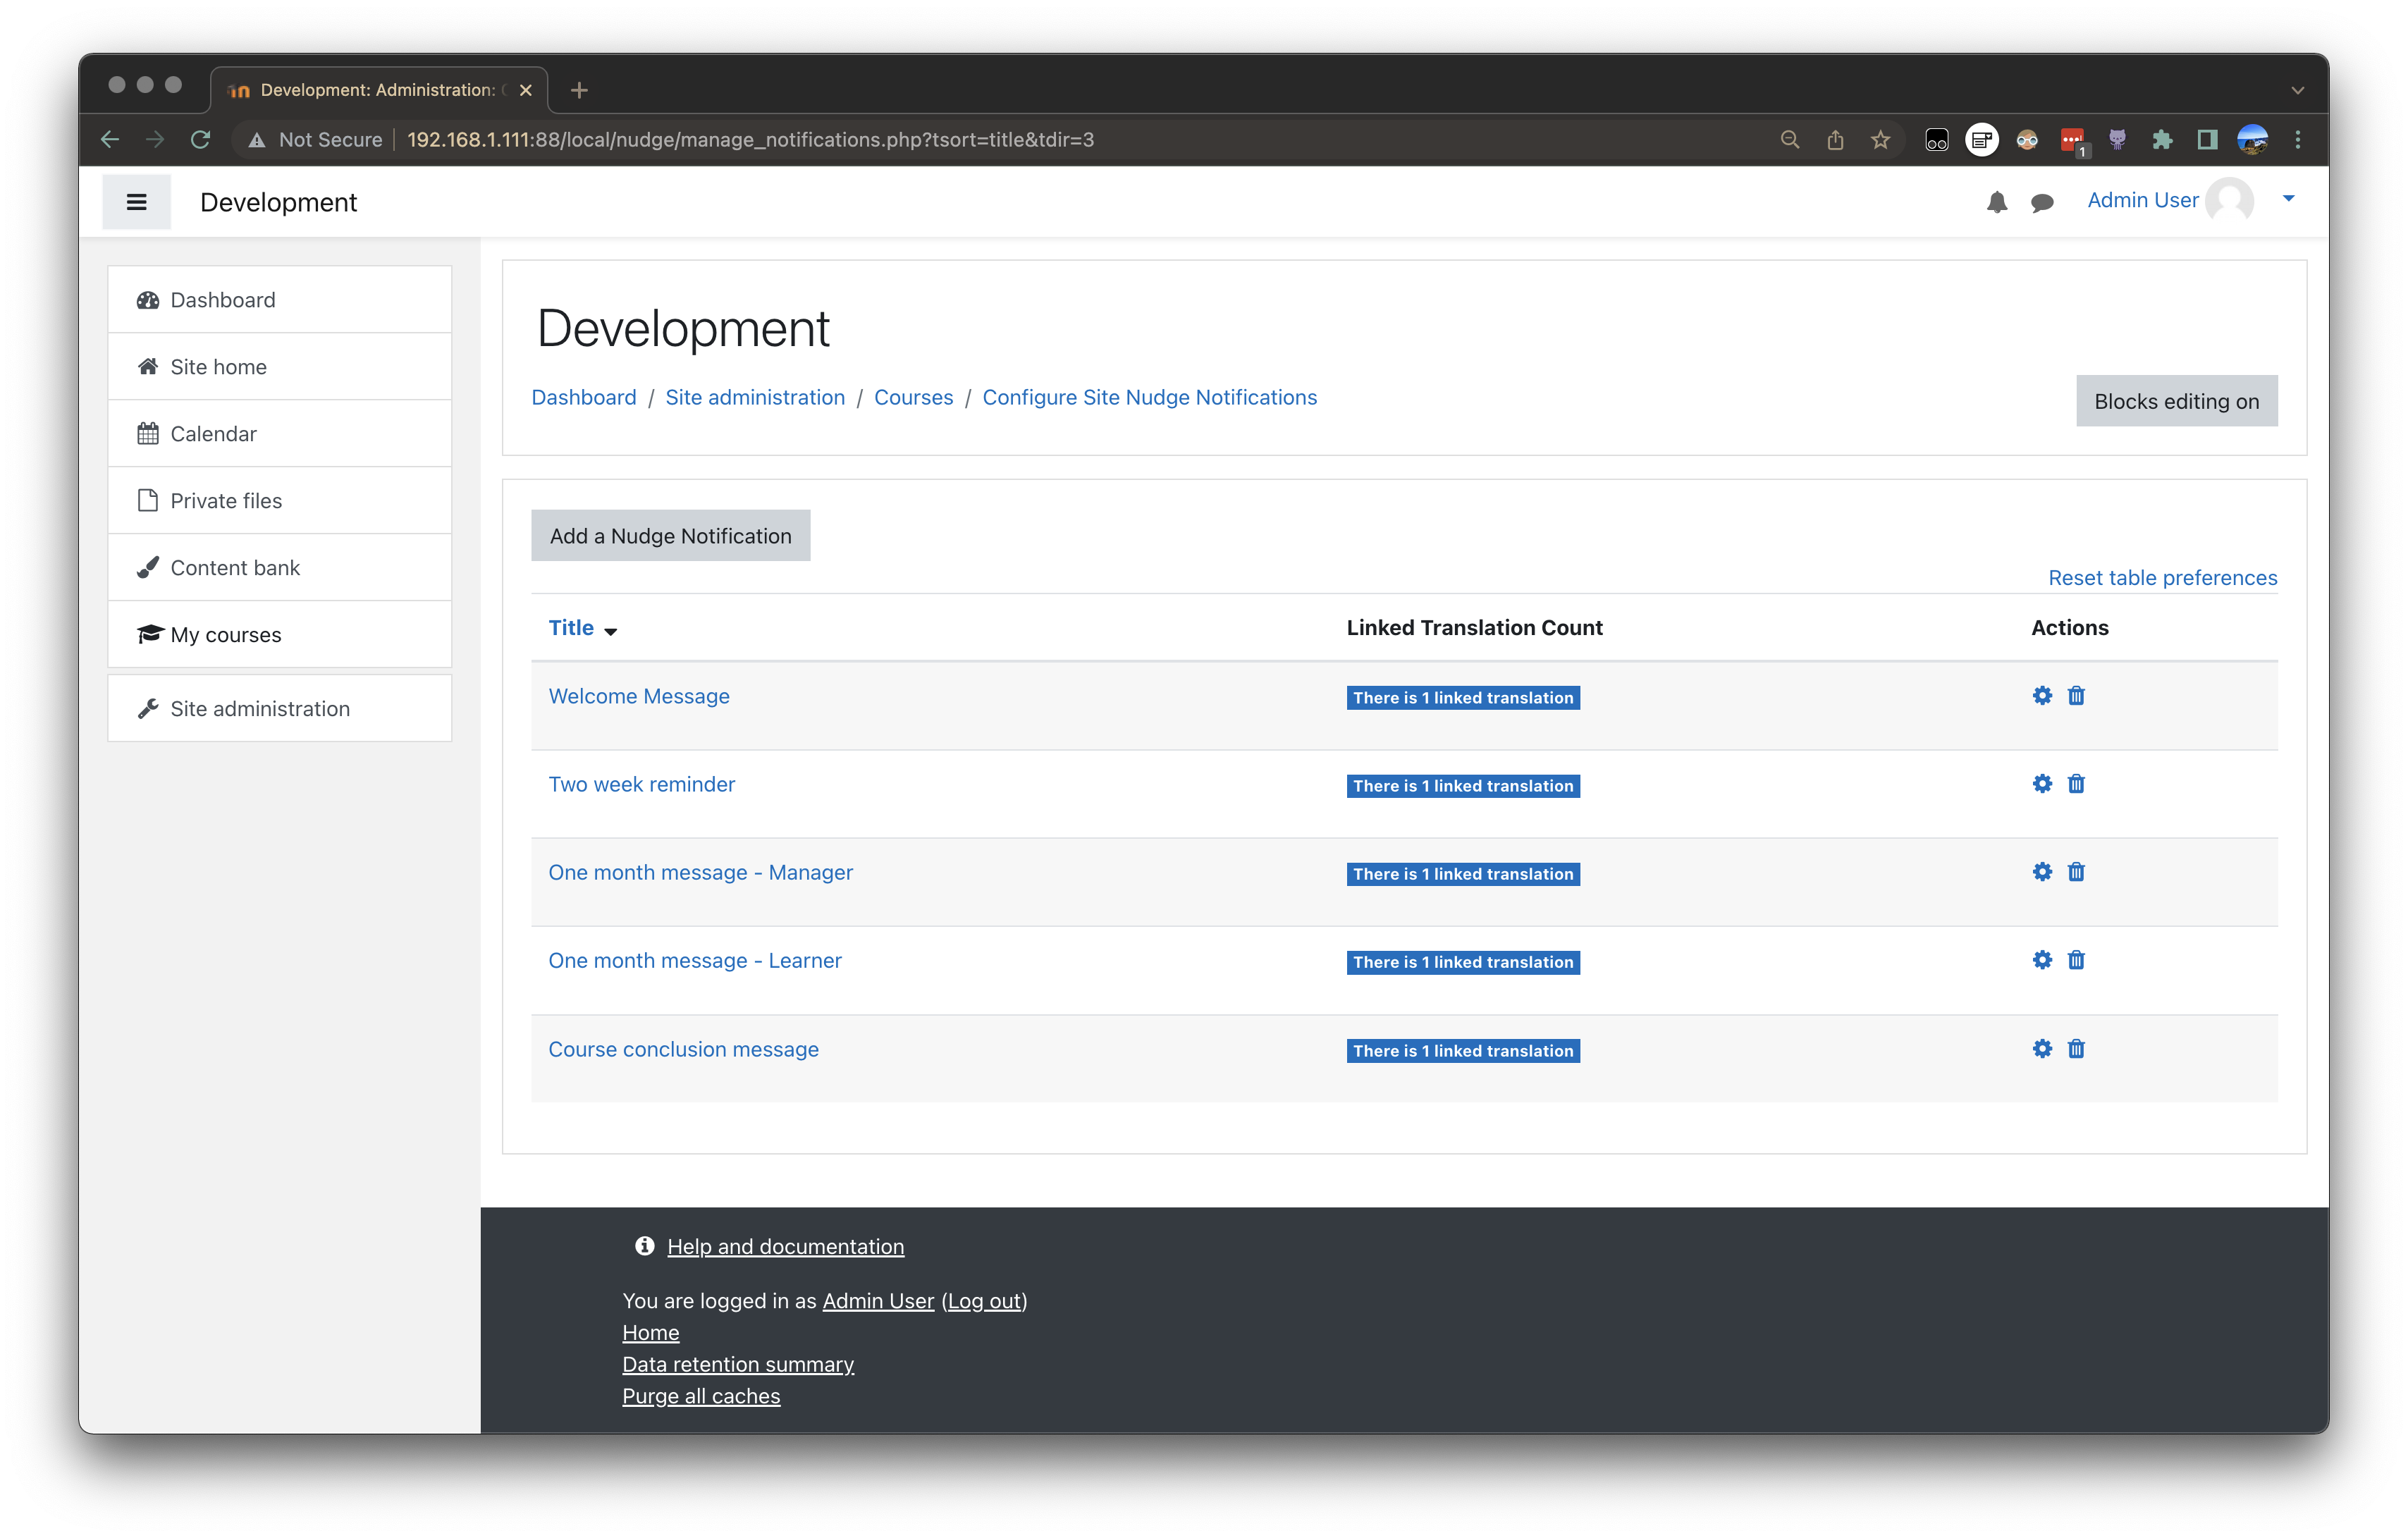 Development: Administration:
Not Secure
192.168.1.111:88/local/nudge/manage_notifications.php?tsort=title&tdir=3
1
Development
Admin User
Dashboard
Site home
Calendar
Private files
Content bank
My courses
Site administration
Development
Dashboard / Site administration / Courses / Configure Site Nudge Notifications
Blocks editing on
Add a Nudge Notification
Reset table preferences
Title Linked Translation Count Actions
Welcome Message There is 1 linked translation
Two week reminder There is 1 linked translation
One month message - Manager There is 1 linked translation
One month message - Learner There is 1 linked translation
Course conclusion message There is 1 linked translation
Help and documentation
You are logged in as Admin User (Log out)
Home
Data retention summary
Purge all caches